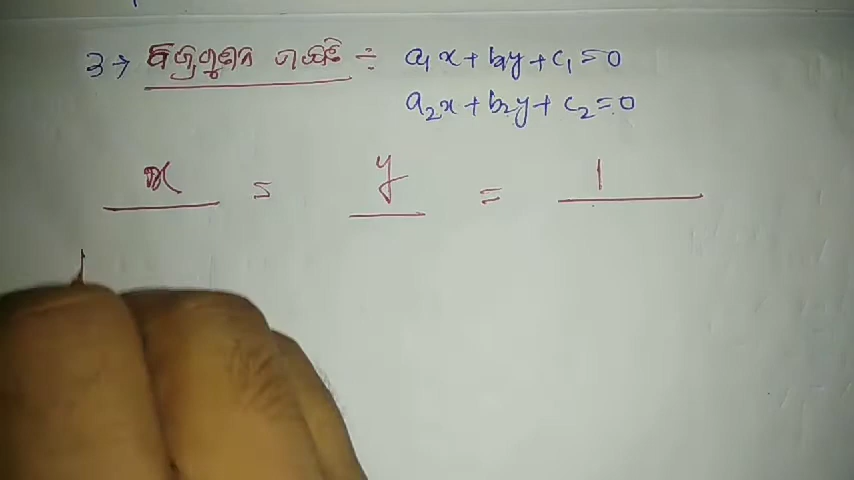 3 → ବଜ୍ରଗୁଣନ ପଦ୍ଧତି ÷ a₁x + b₁y + c₁ = 0
a₂x + b₂y + c₂ = 0
x = y = 1